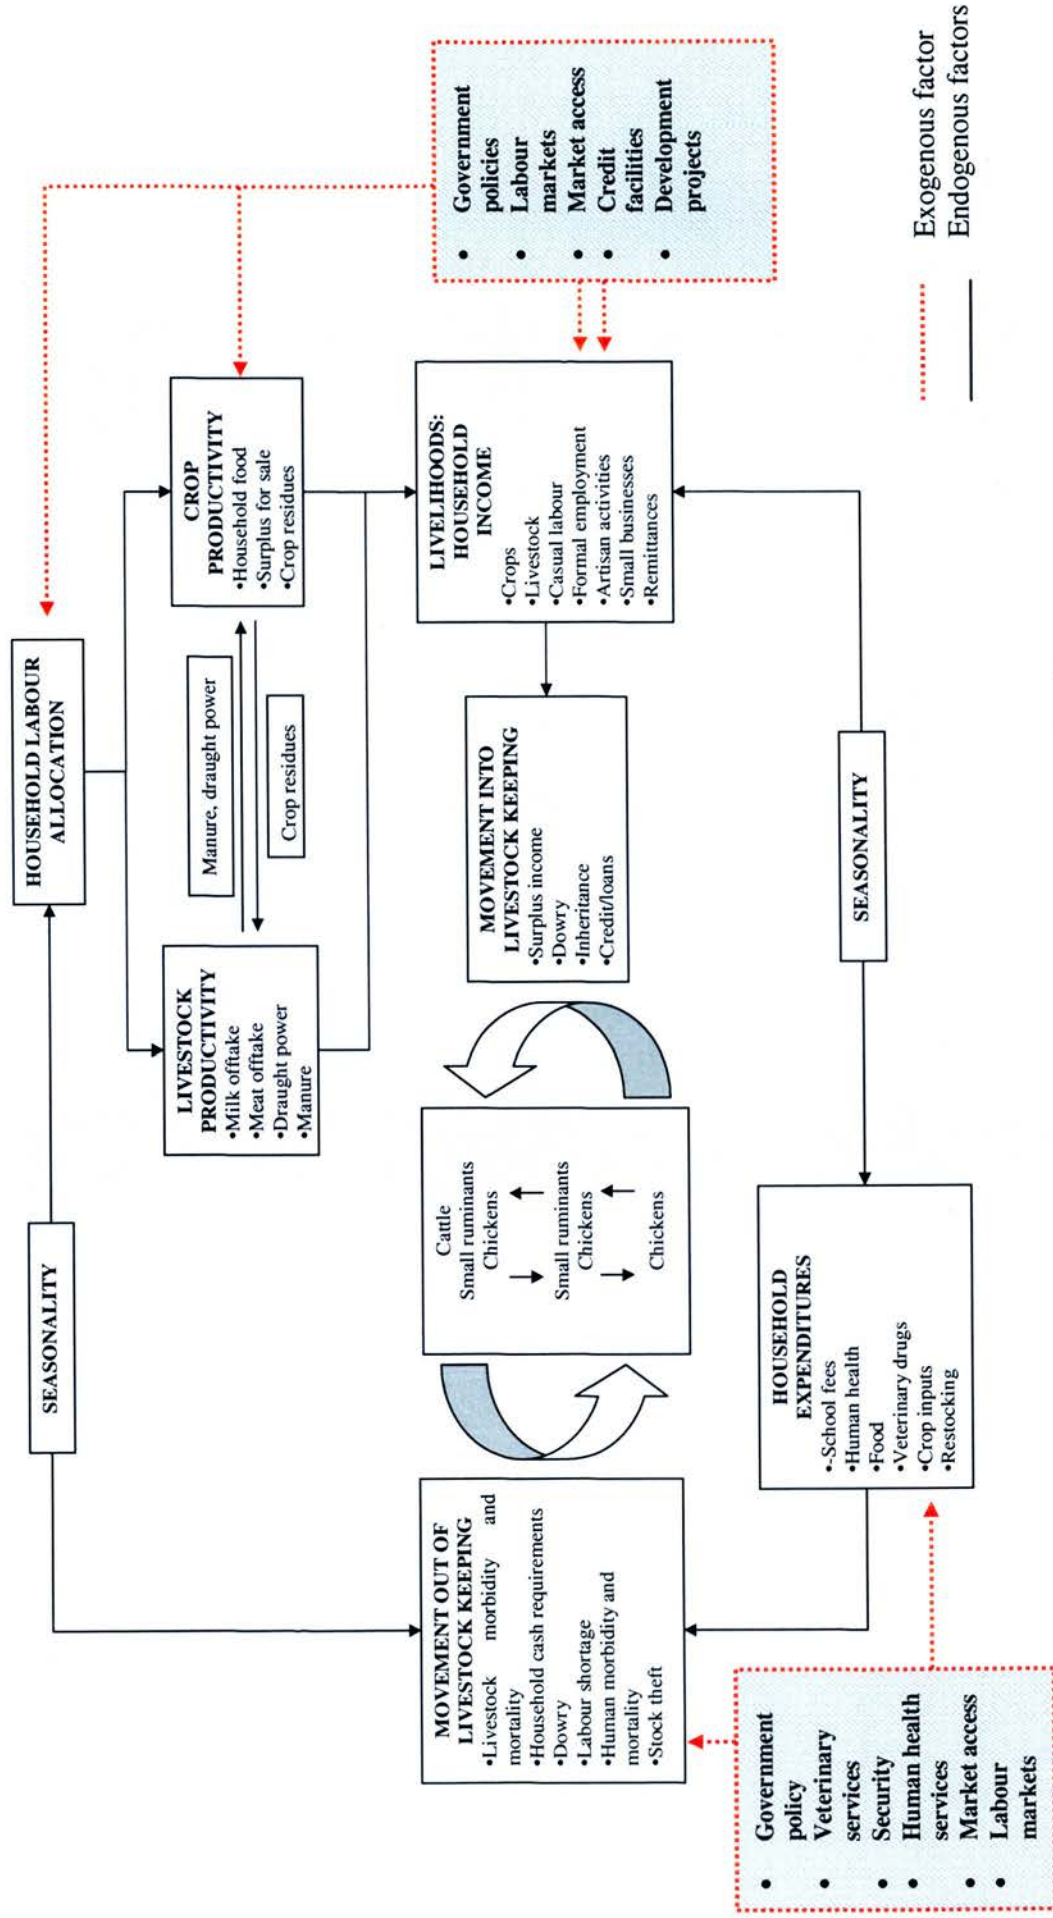 SEASONALITY
HOUSEHOLD LABOUR
ALLOCATION
LIVESTOCK
PRODUCTIVITY
•Milk offtake
•Meat offtake
•Draught power
•Manure
Manure, draught power
Crop residues
CROP
PRODUCTIVITY
•Household food
•Surplus for sale
•Crop residues
MOVEMENT OUT OF
LIVESTOCK KEEPING
•Livestock morbidity and
mortality
•Household cash requirements
•Dowry
•Labour shortage
•Human morbidity and
mortality
•Stock theft
Cattle
Small ruminants
Chickens
Small ruminants
Chickens
Chickens
MOVEMENT INTO
LIVESTOCK KEEPING
•Surplus income
•Dowry
•Inheritance
•Credit/loans
LIVELIHOODS:
HOUSEHOLD
INCOME
•Crops
•Livestock
•Casual labour
•Formal employment
•Artisan activities
•Small businesses
•Remittances
• Government
policies
• Labour
markets
• Market access
• Credit
facilities
• Development
projects
• Government
policy
• Veterinary
services
• Security
• Human health
services
• Market access
• Labour
markets
HOUSEHOLD
EXPENDITURES
•-School fees
•Human health
•Food
•Veterinary drugs
•Crop inputs
•Restocking
SEASONALITY
Exogenous factor
Endogenous factors